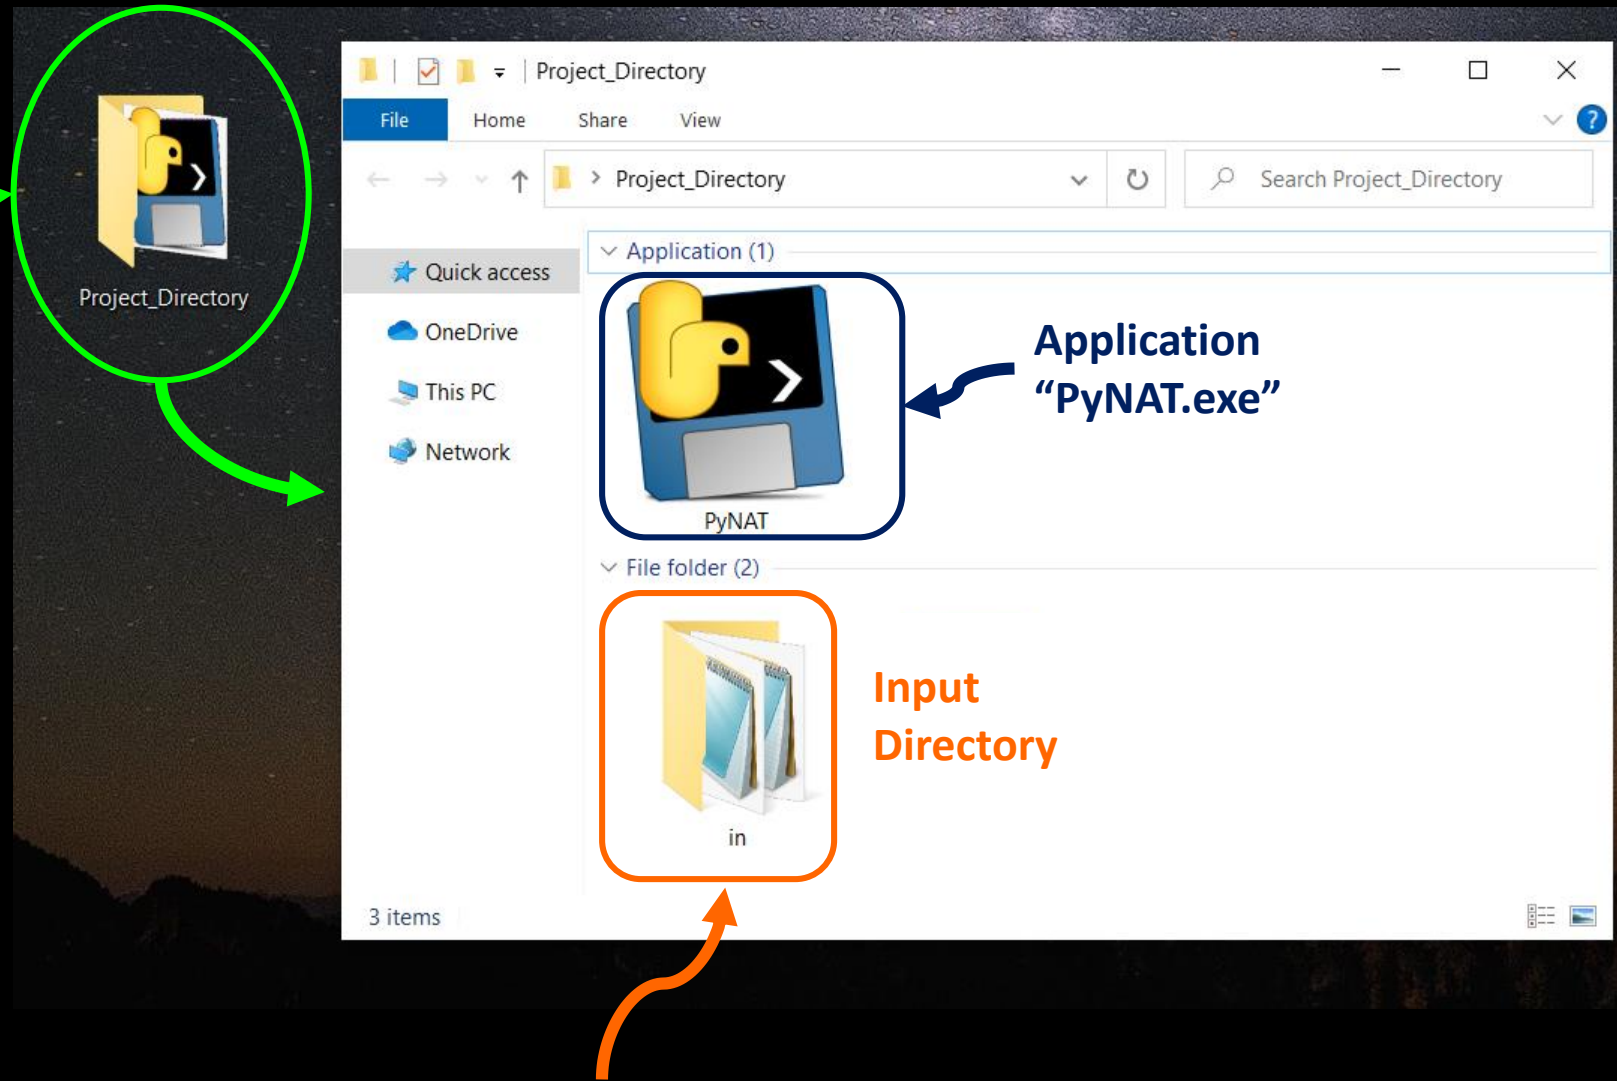 Project_Directory
Project_Directory
File Home Share View
?
Project_Directory
Search Project_Directory
Quick access
OneDrive
This PC
Network
Application (1)
PyNAT
Application
“PyNAT.exe”
File folder (2)
in
Input
Directory
3 items